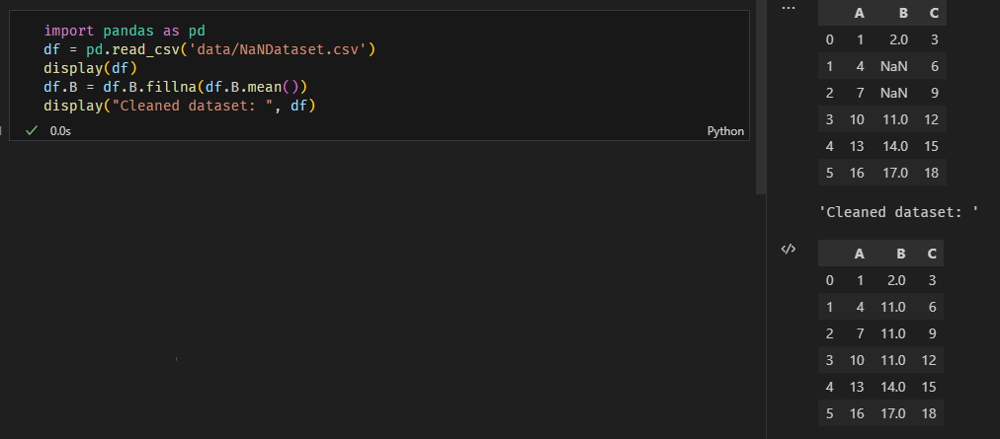 import pandas as pd
df = pd.read_csv('data/NaNDataset.csv')
display(df)
df.B = df.B.fillna(df.B.mean())
display("Cleaned dataset: ", df)
0.0s
Python
A B C
0 1 2.0 3
1 4 NaN 6
2 7 NaN 9
3 10 11.0 12
4 13 14.0 15
5 16 17.0 18
'Cleaned dataset: '
A B C
0 1 2.0 3
1 4 11.0 6
2 7 11.0 9
3 10 11.0 12
4 13 14.0 15
5 16 17.0 18